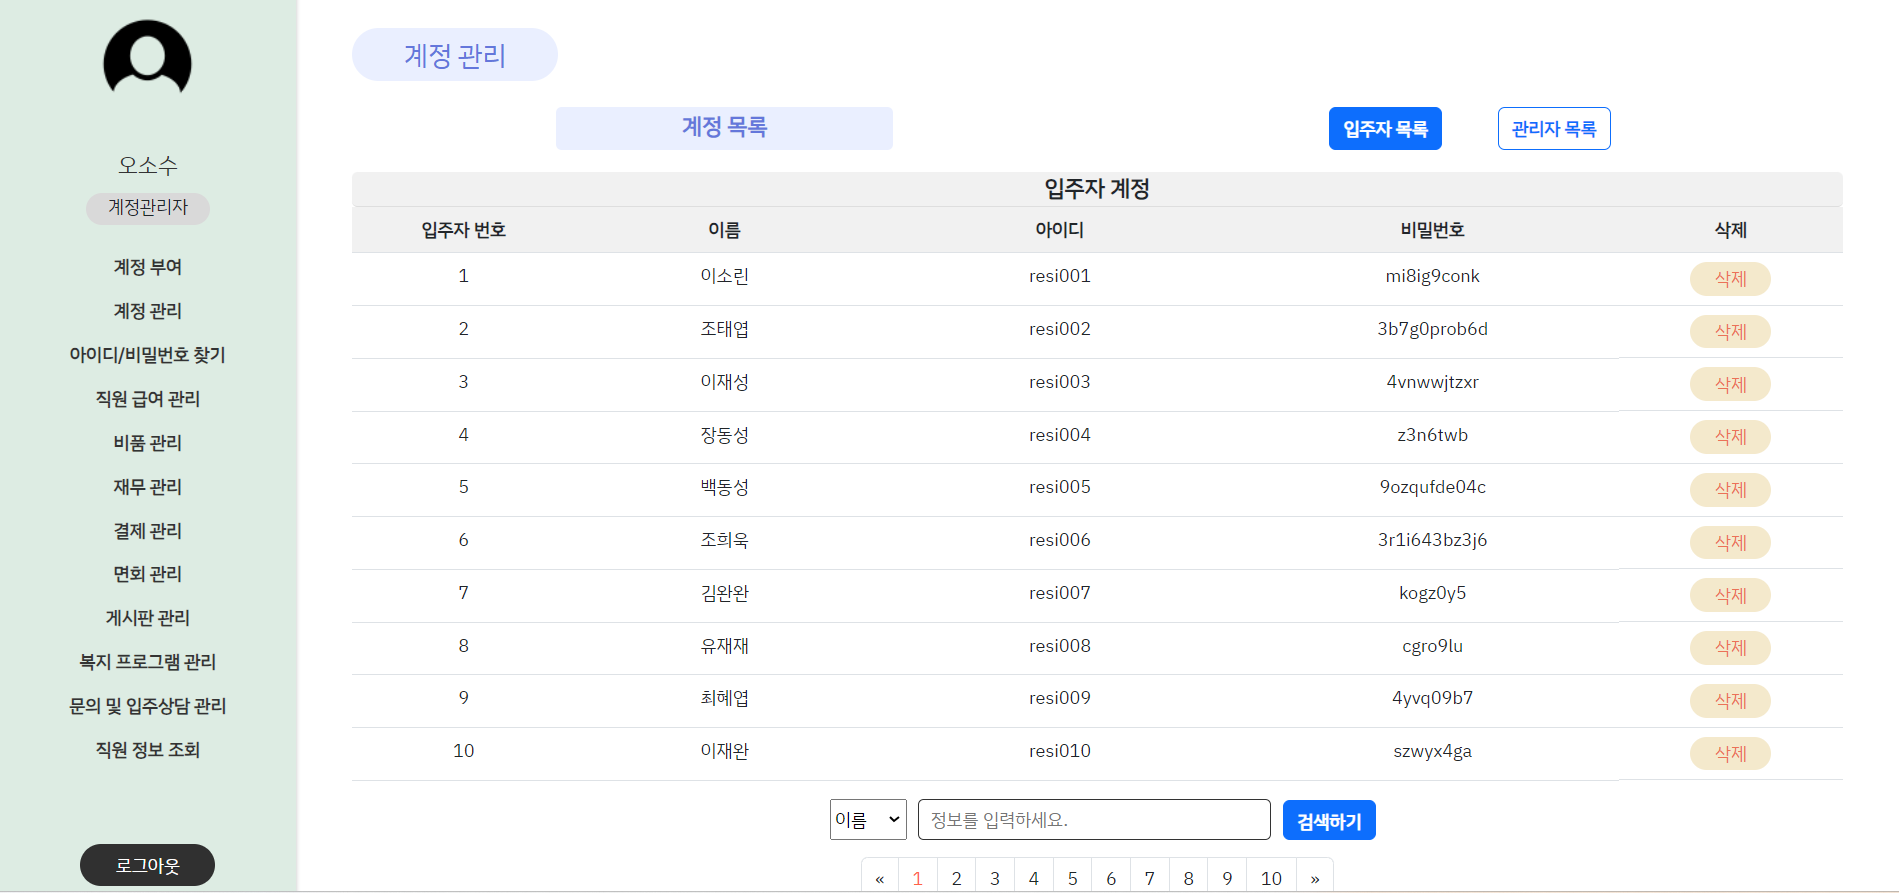 오소수
계정관리자
계정 부여
계정 관리
아이디/비밀번호 찾기
직원 급여 관리
비품 관리
재무 관리
결제 관리
면회 관리
게시판 관리
복지 프로그램 관리
문의 및 입주상담 관리
직원 정보 조회
로그아웃
계정 관리
계정 목록 입주자 목록 관리자 목록
입주자 계정
입주자 번호 이름 아이디 비밀번호 삭제
1 이소린 resi001 mi8ig9conk 삭제
2 조태엽 resi002 3b7g0prob6d 삭제
3 이재성 resi003 4vnwwjtzxr 삭제
4 장동성 resi004 z3n6twb 삭제
5 백동성 resi005 9ozqufde04c 삭제
6 조희욱 resi006 3r1i643bz3j6 삭제
7 김완완 resi007 kogz0y5 삭제
8 유재재 resi008 cgro9lu 삭제
9 최혜엽 resi009 4yvq09b7 삭제
10 이재완 resi010 szwyx4ga 삭제
이름 정보를 입력하세요. 검색하기
« 1 2 3 4 5 6 7 8 9 10 »